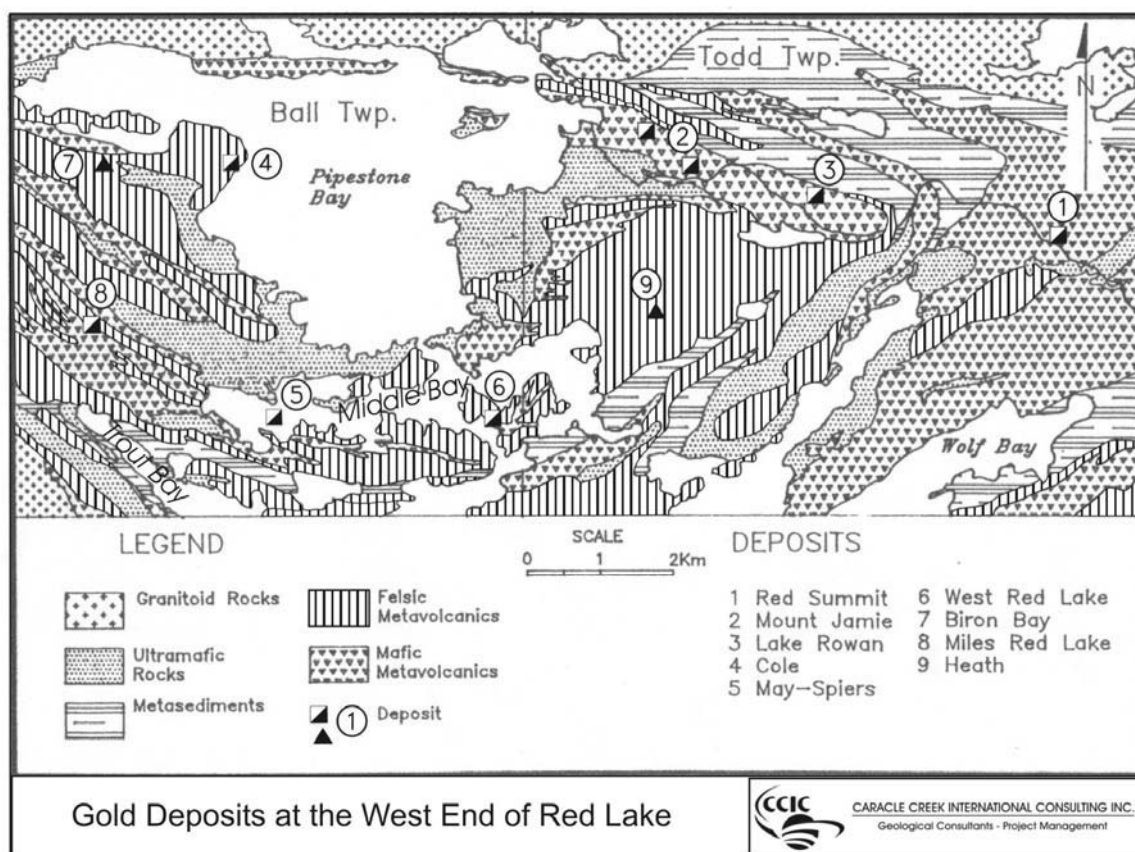 Todd Twp.
Ball Twp.
N
2
7
4
Pipestone
Bay
3
1
9
8
5
Middle Bay
6
Trout Bay
Wolf Bay
LEGEND
Granitoid Rocks
Ultramafic
Rocks
Metasediments
Felsic
Metavolcanics
Mafic
Metavolcanics
1 Deposit
SCALE
0 1 2Km
DEPOSITS
1 Red Summit
2 Mount Jamie
3 Lake Rowan
4 Cole
5 May-Spiers
6 West Red Lake
7 Biron Bay
8 Miles Red Lake
9 Heath
Gold Deposits at the West End of Red Lake
CCIC
CARACLE CREEK INTERNATIONAL CONSULTING INC.
Geological Consultants - Project Management